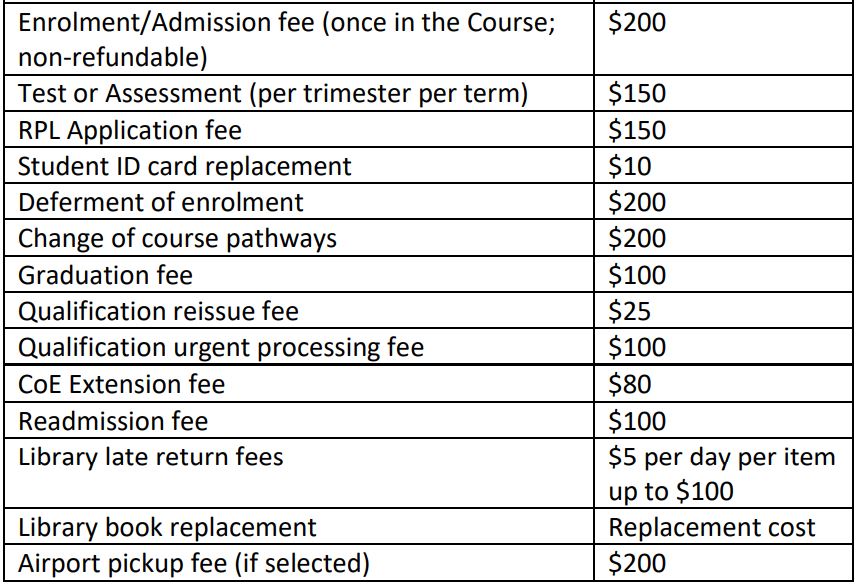 Enrolment/Admission fee (once in the Course; $200
non-refundable)
Test or Assessment (per trimester per term) $150
RPL Application fee $150
Student ID card replacement $10
Deferment of enrolment $200
Change of course pathways $200
Graduation fee $100
Qualification reissue fee $25
Qualification urgent processing fee $100
CoE Extension fee $80
Readmission fee $100
Library late return fees $5 per day per item
up to $100
Library book replacement Replacement cost
Airport pickup fee (if selected) $200